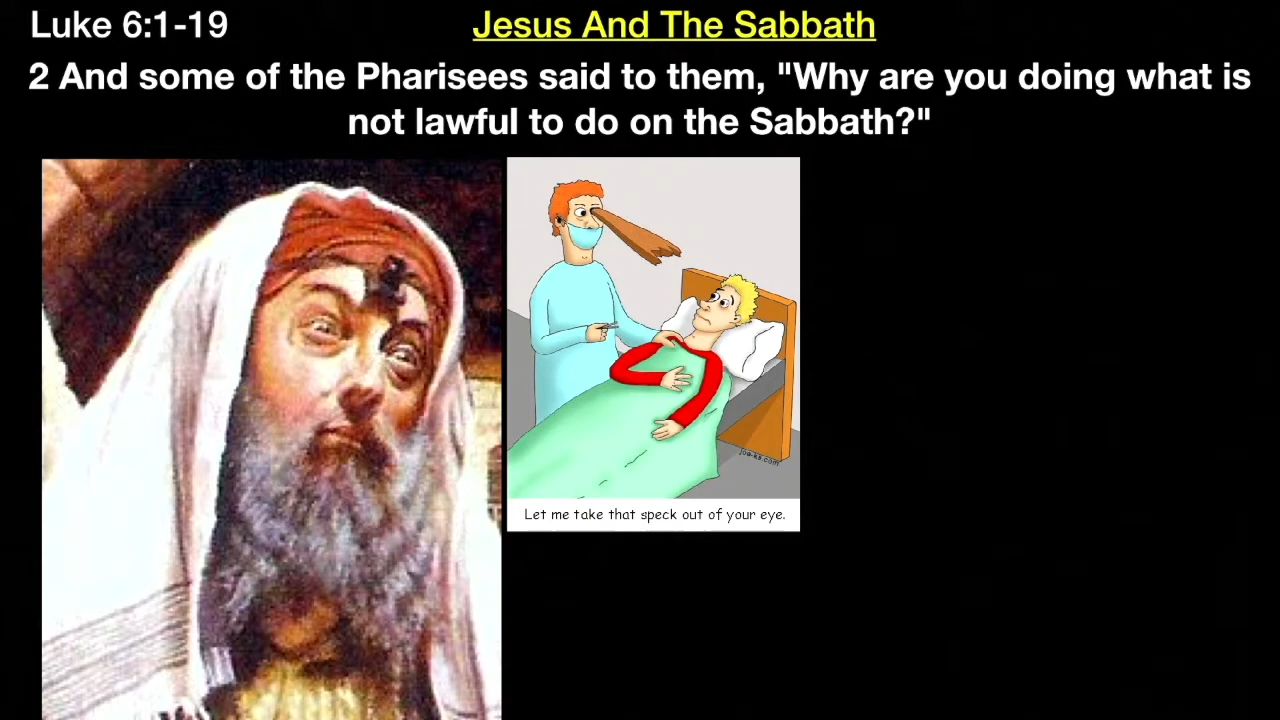 Luke 6:1-19
Jesus And The Sabbath
2 And some of the Pharisees said to them, "Why are you doing what is
not lawful to do on the Sabbath?"
Let me take that speck out of your eye.